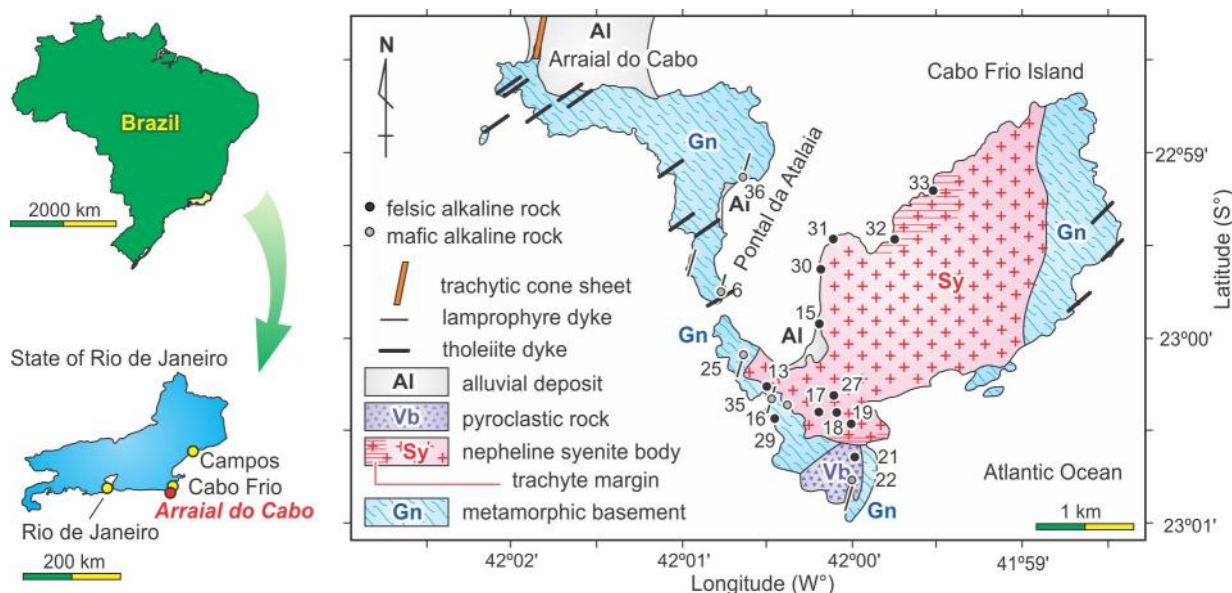 Brazil
2000 km
State of Rio de Janeiro
Campos
Cabo Frio
Arraial do Cabo
Rio de Janeiro
200 km
N
Al
Arraial do Cabo
Cabo Frio Island
Gn
36
Al
Pontal da Atalaia
6
33
31
32
30
15
Sy
Gn
Al
Gn
25
13
17
27
35
16
18
19
29
21
Vb
22
Gn
Atlantic Ocean
1 km
felsic alkaline rock
mafic alkaline rock
trachytic cone sheet
lamprophyre dyke
tholeiite dyke
Al alluvial deposit
Vb pyroclastic rock
Sy nepheline syenite body
trachyte margin
Gn metamorphic basement
22°59'
23°00'
23°01'
Latitude (S°)
42°02' 42°01' 42°00' 41°59'
Longitude (W°)